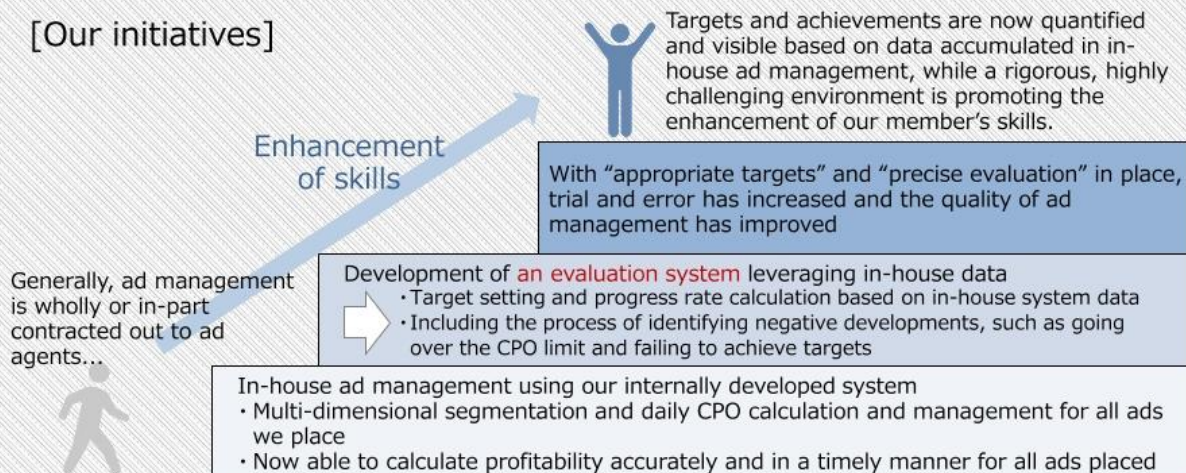 [Our initiatives]
Targets and achievements are now quantified
and visible based on data accumulated in in-
house ad management, while a rigorous, highly
challenging environment is promoting the
enhancement of our member’s skills.
Enhancement
of skills
With “appropriate targets” and “precise evaluation” in place,
trial and error has increased and the quality of ad
management has improved
Generally, ad management
is wholly or in-part
contracted out to ad
agents...
Development of an evaluation system leveraging in-house data
・Target setting and progress rate calculation based on in-house system data
・Including the process of identifying negative developments, such as going
over the CPO limit and failing to achieve targets
In-house ad management using our internally developed system
・Multi-dimensional segmentation and daily CPO calculation and management for all ads
we place
・Now able to calculate profitability accurately and in a timely manner for all ads placed